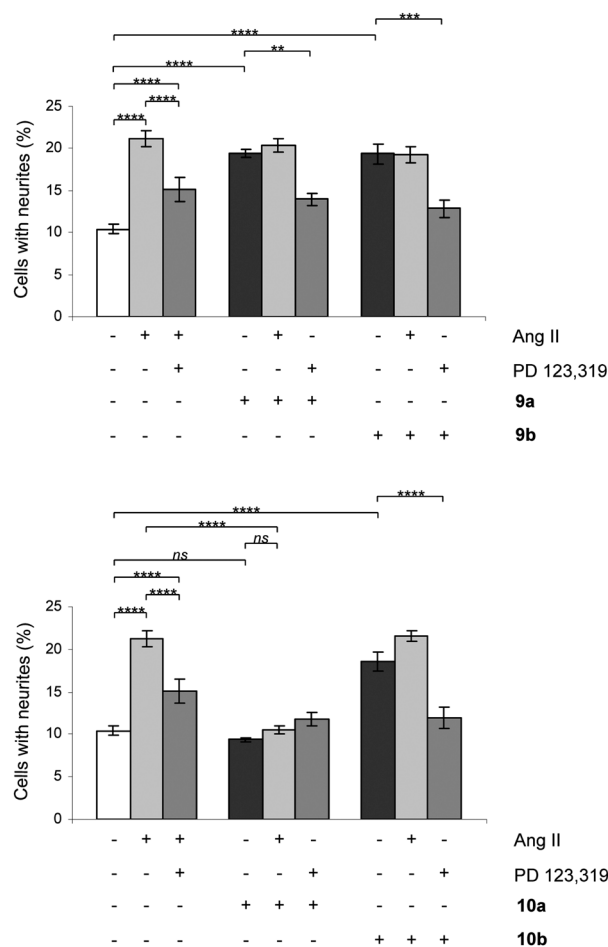 ****
***
****
**
****
****
****
Cells with neurites (%)
25
20
15
10
5
0
- + + - + - - + - Ang II
- - + - - + - - + PD 123,319
- - - + + + - - - 9a
- - - - - - + + + 9b
****
****
****
ns
ns
****
****
****
Cells with neurites (%)
25
20
15
10
5
0
- + + - + - - + - Ang II
- - + - - + - - + PD 123,319
- - - + + + - - - 10a
- - - - - - + + + 10b